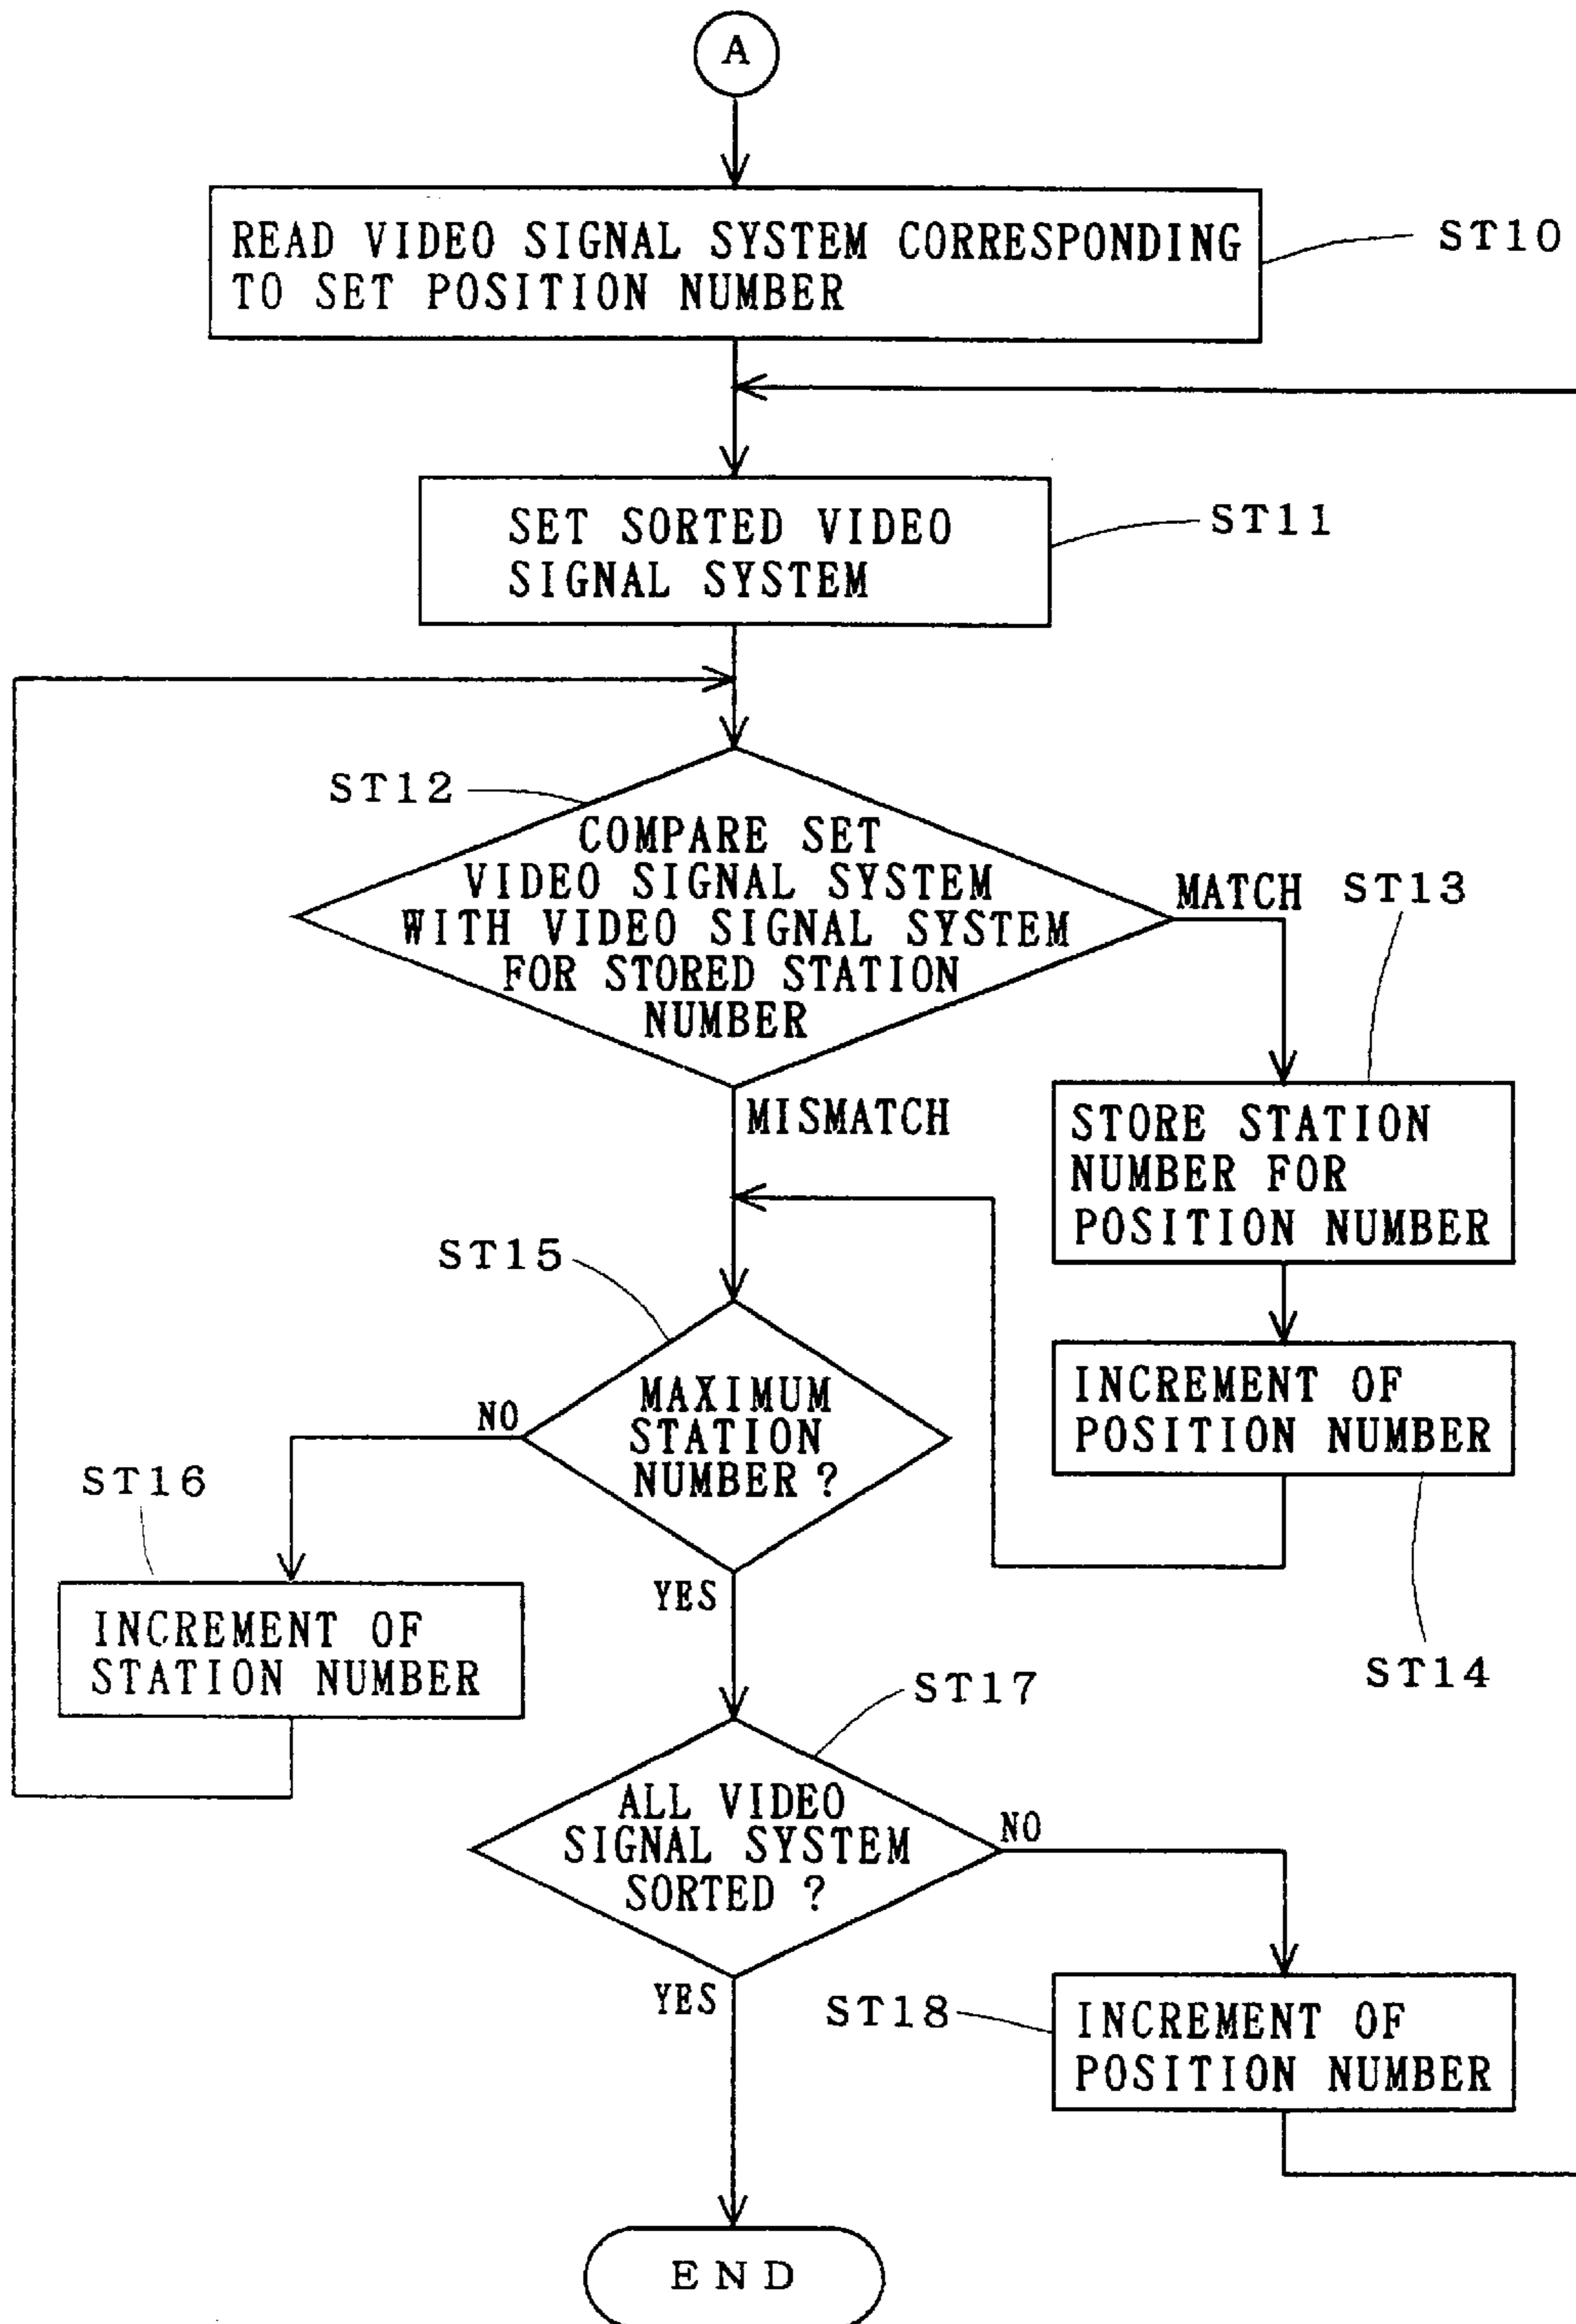 A
READ VIDEO SIGNAL SYSTEM CORRESPONDING
TO SET POSITION NUMBER
ST10
SET SORTED VIDEO
SIGNAL SYSTEM
ST11
ST12
COMPARE SET
VIDEO SIGNAL SYSTEM
WITH VIDEO SIGNAL SYSTEM
FOR STORED STATION
NUMBER
MATCH
ST13
MISMATCH
STORE STATION
NUMBER FOR
POSITION NUMBER
ST15
MAXIMUM
STATION
NUMBER ?
NO
INCREMENT OF
POSITION NUMBER
ST16
YES
INCREMENT OF
STATION NUMBER
ST14
ST17
ALL VIDEO
SIGNAL SYSTEM
SORTED ?
NO
YES
ST18
INCREMENT OF
POSITION NUMBER
END